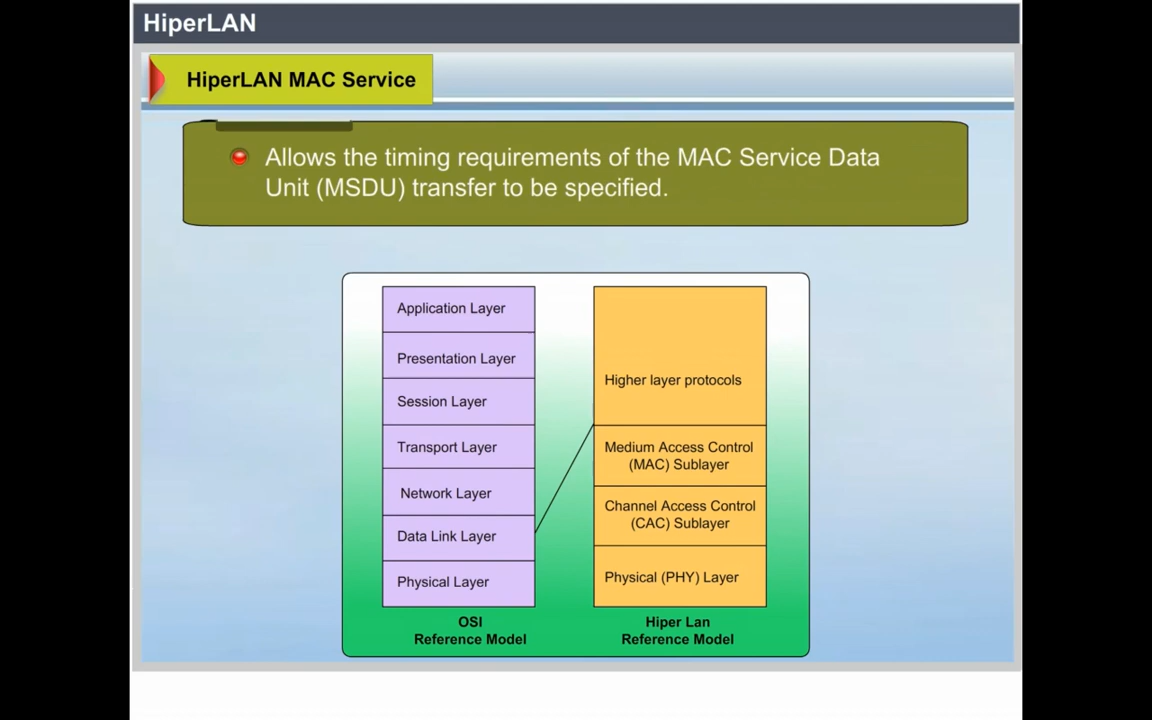 HiperLAN
HiperLAN MAC Service
Allows the timing requirements of the MAC Service Data
Unit (MSDU) transfer to be specified.
Application Layer
Presentation Layer
Session Layer
Transport Layer
Network Layer
Data Link Layer
Physical Layer
OSI
Reference Model
Higher layer protocols
Medium Access Control
(MAC) Sublayer
Channel Access Control
(CAC) Sublayer
Physical (PHY) Layer
Hiper Lan
Reference Model